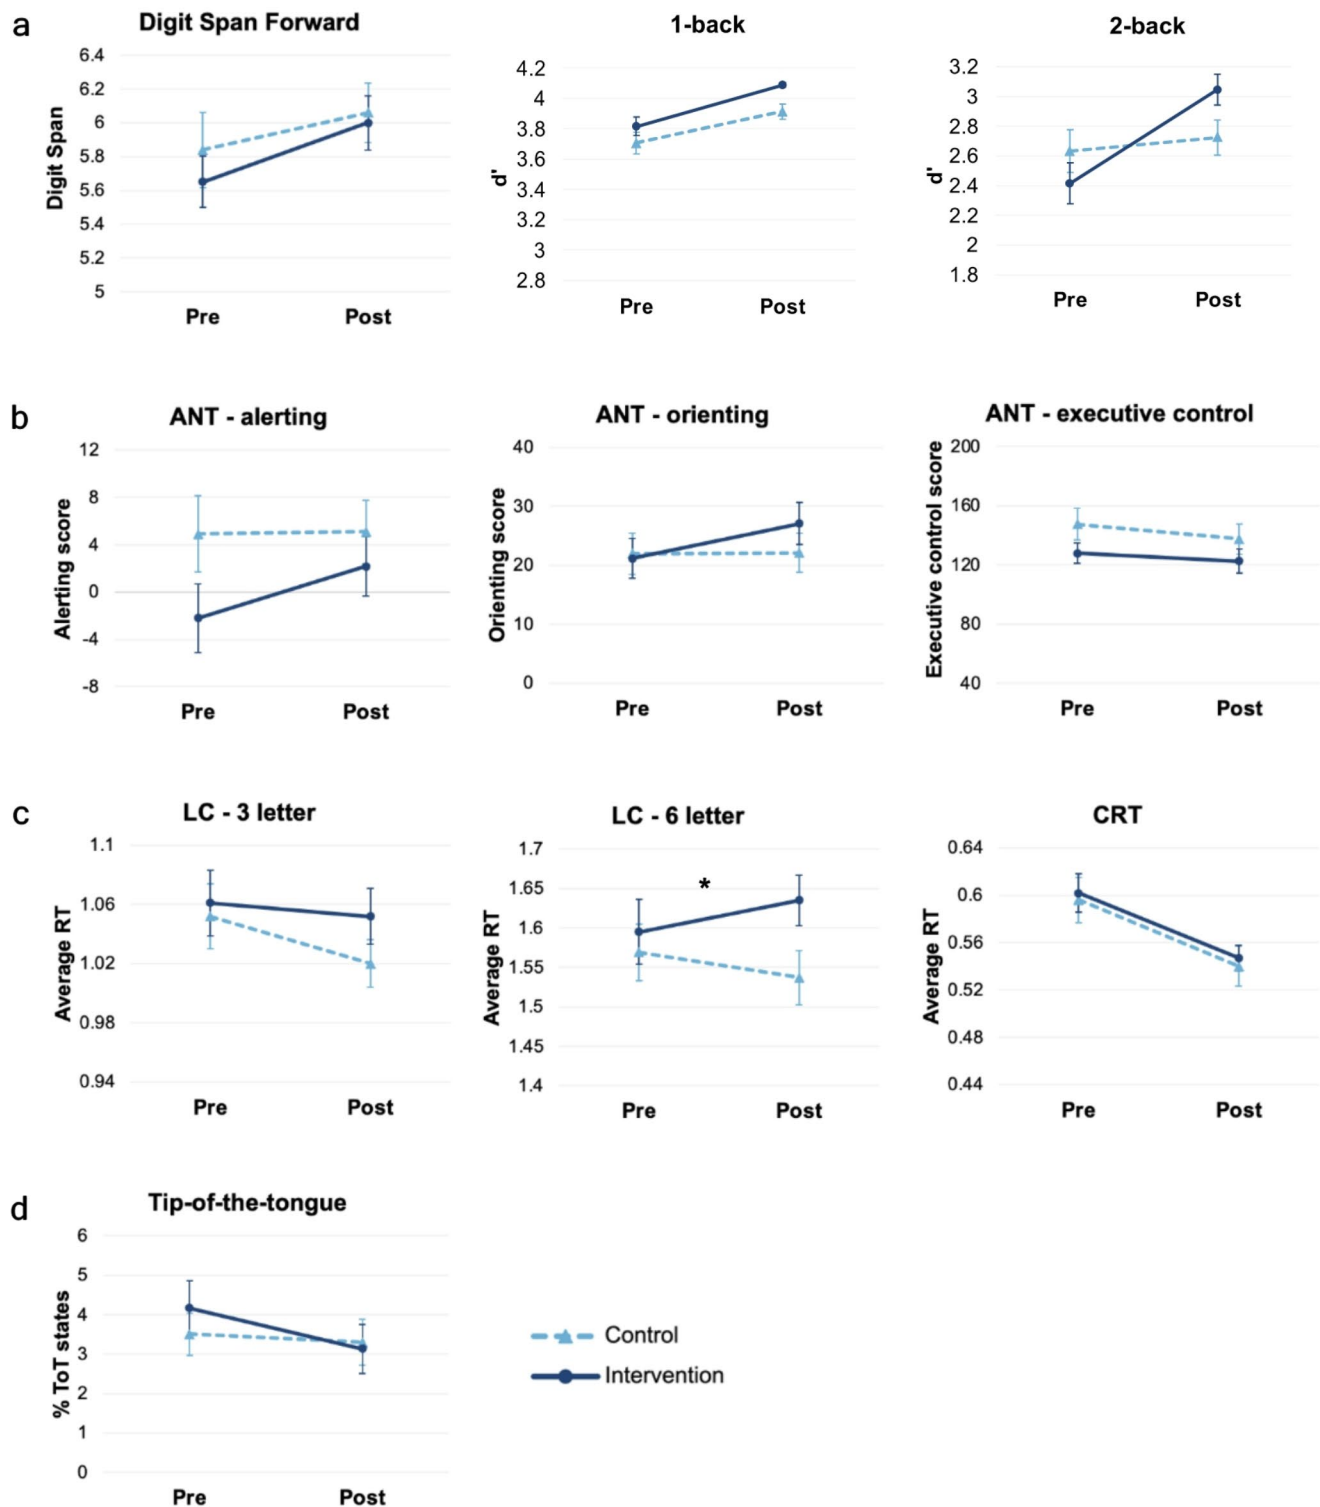 a
Digit Span Forward
6.4
6.2
6
5.8
5.6
5.4
5.2
5
Digit Span
Pre Post
1-back
4.2
4
3.8
3.6
3.4
3.2
3
2.8
d'
Pre Post
2-back
3.2
3
2.8
2.6
2.4
2.2
2
1.8
d'
Pre Post
b
ANT - alerting
12
8
4
0
-4
-8
Alerting score
Pre Post
ANT - orienting
40
30
20
10
0
Orienting score
Pre Post
ANT - executive control
200
160
120
80
40
Executive control score
Pre Post
c
LC - 3 letter
1.1
1.06
1.02
0.98
0.94
Average RT
Pre Post
LC - 6 letter
1.7
1.65
1.6
1.55
1.5
1.45
1.4
Average RT
*
Pre Post
CRT
0.64
0.6
0.56
0.52
0.48
0.44
Average RT
Pre Post
d
Tip-of-the-tongue
6
5
4
3
2
1
0
% ToT states
Pre Post
Control
Intervention